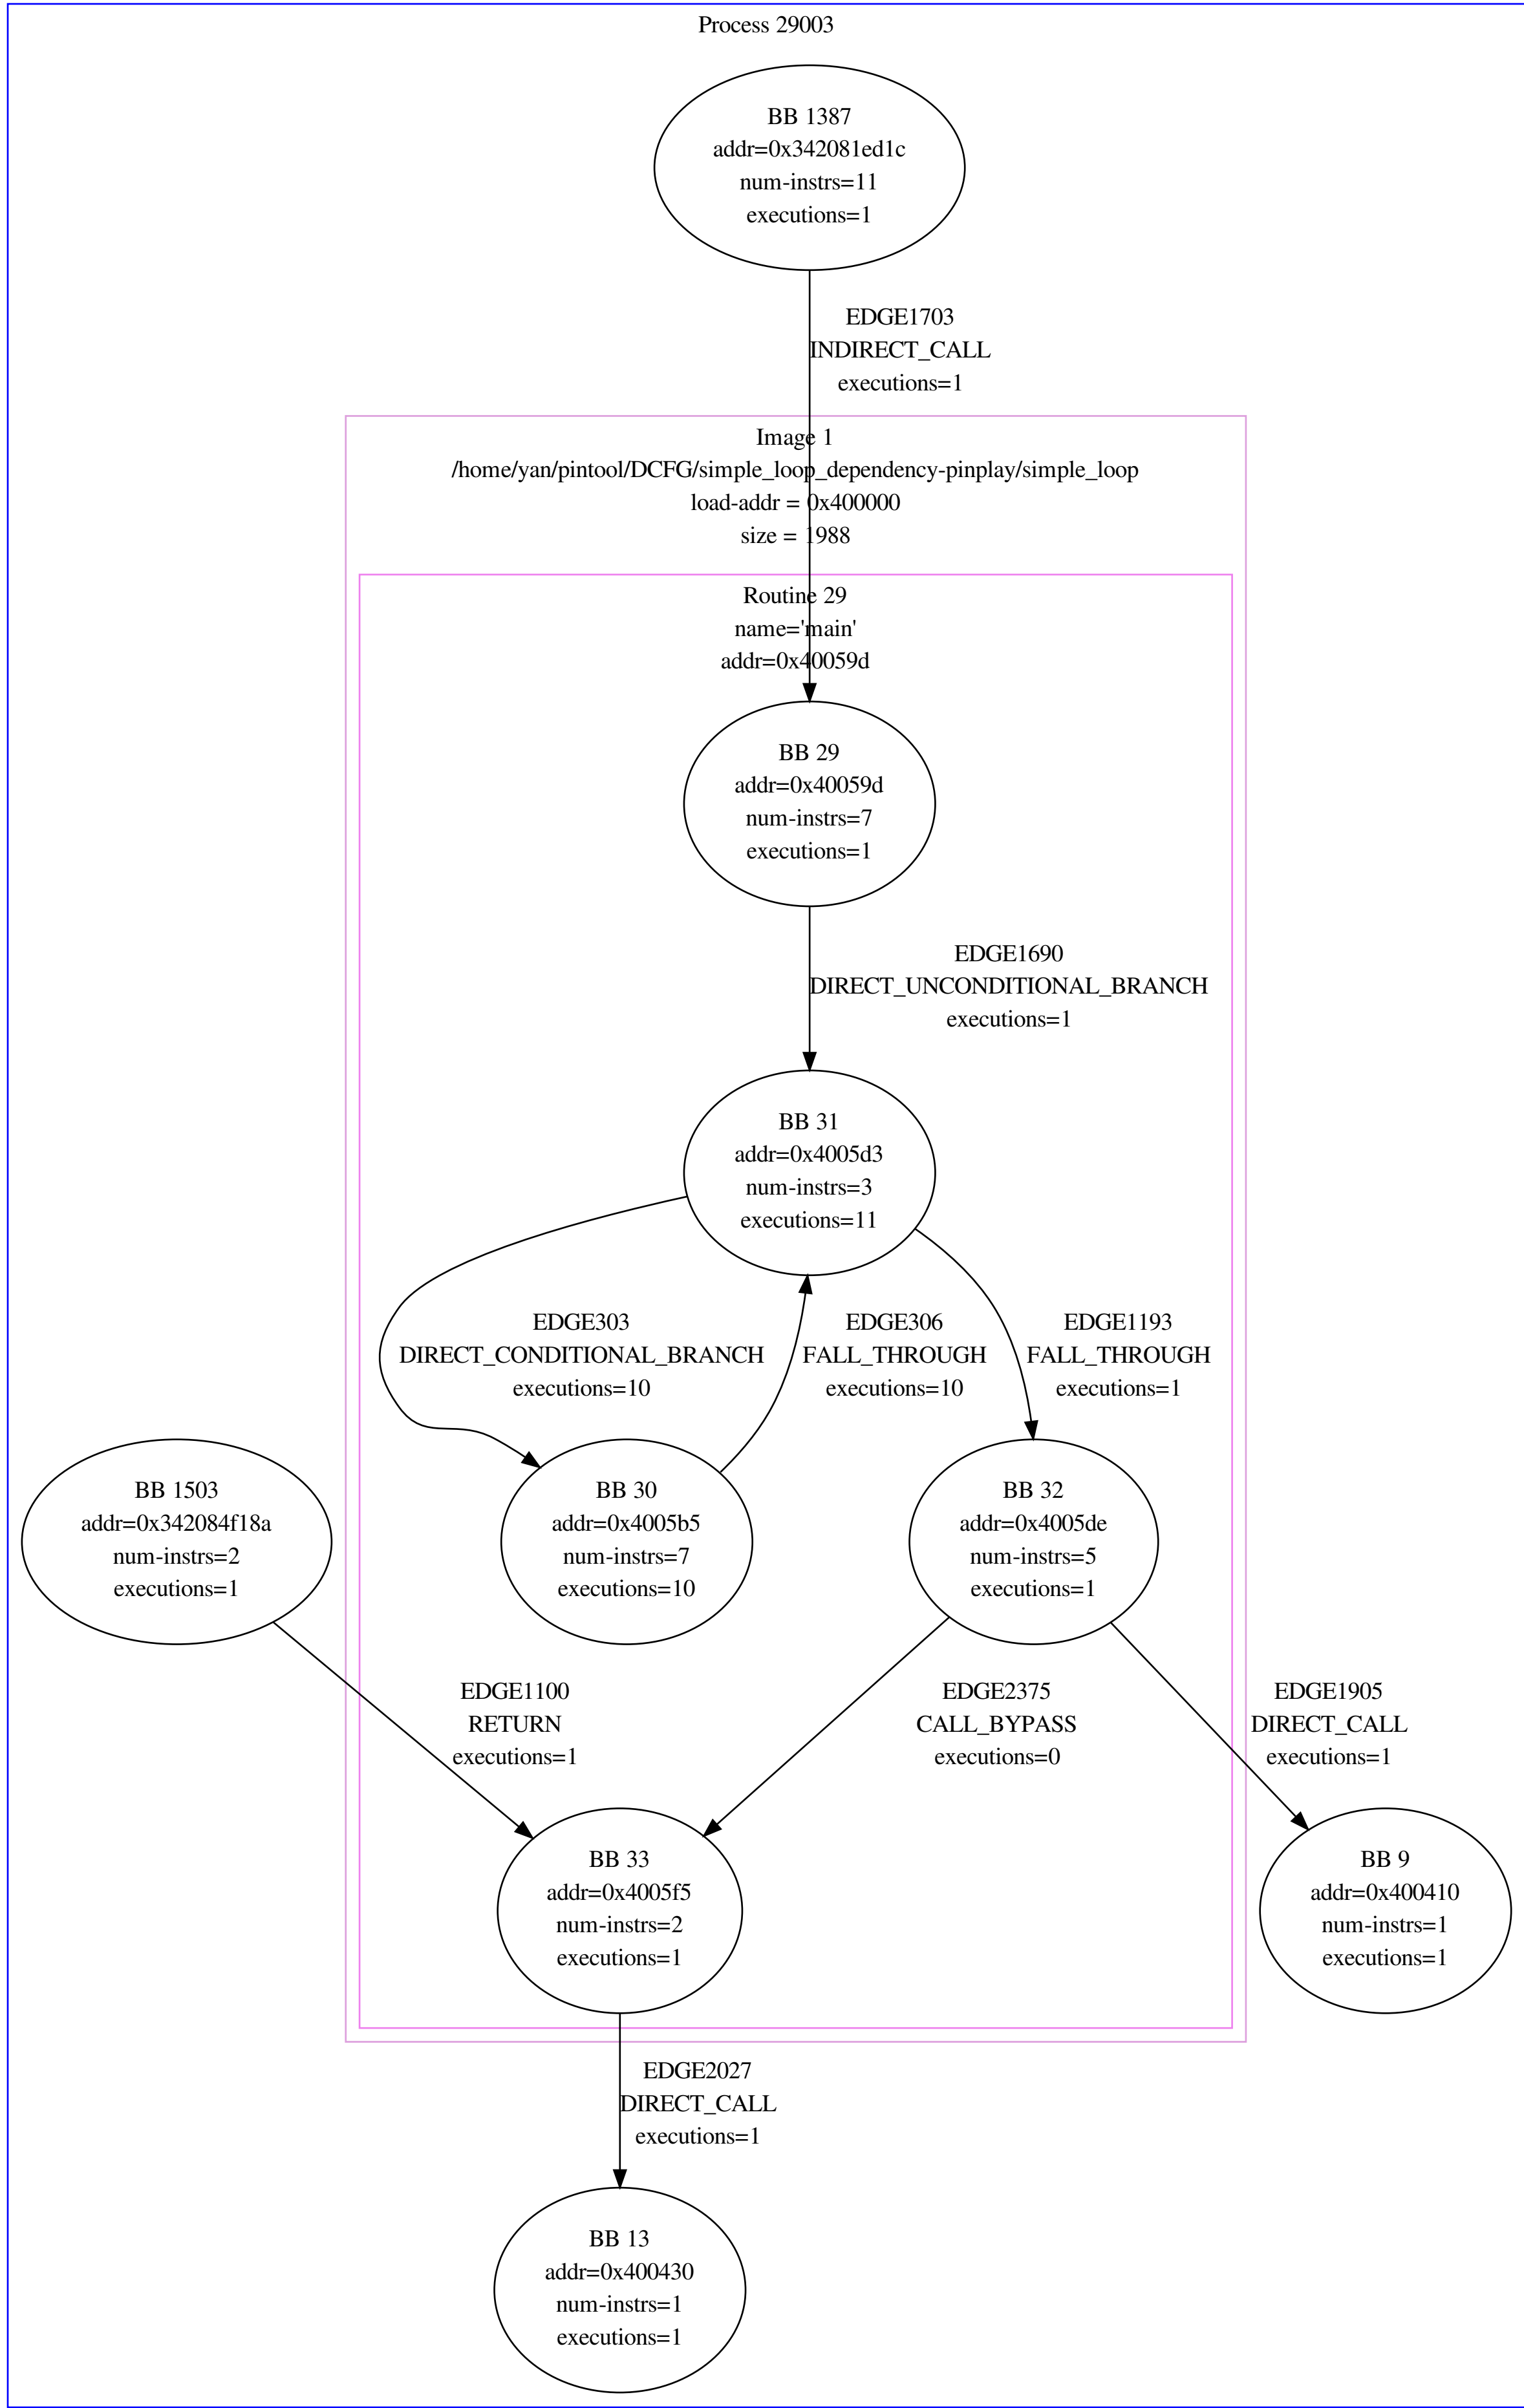 Process 29003
BB 1387
addr=0x342081ed1c
num-instrs=11
executions=1
EDGE1703
INDIRECT_CALL
executions=1
Image 1
/home/yan/pintool/DCFG/simple_loop_dependency-pinplay/simple_loop
load-addr = 0x400000
size = 1988
Routine 29
name='main'
addr=0x40059d
BB 29
addr=0x40059d
num-instrs=7
executions=1
EDGE1690
DIRECT_UNCONDITIONAL_BRANCH
executions=1
BB 31
addr=0x4005d3
num-instrs=3
executions=11
EDGE303
DIRECT_CONDITIONAL_BRANCH
executions=10
EDGE306
FALL_THROUGH
executions=10
EDGE1193
FALL_THROUGH
executions=1
BB 1503
addr=0x342084f18a
num-instrs=2
executions=1
BB 30
addr=0x4005b5
num-instrs=7
executions=10
BB 32
addr=0x4005de
num-instrs=5
executions=1
EDGE1100
RETURN
executions=1
EDGE2375
CALL_BYPASS
executions=0
EDGE1905
DIRECT_CALL
executions=1
BB 33
addr=0x4005f5
num-instrs=2
executions=1
BB 9
addr=0x400410
num-instrs=1
executions=1
EDGE2027
DIRECT_CALL
executions=1
BB 13
addr=0x400430
num-instrs=1
executions=1